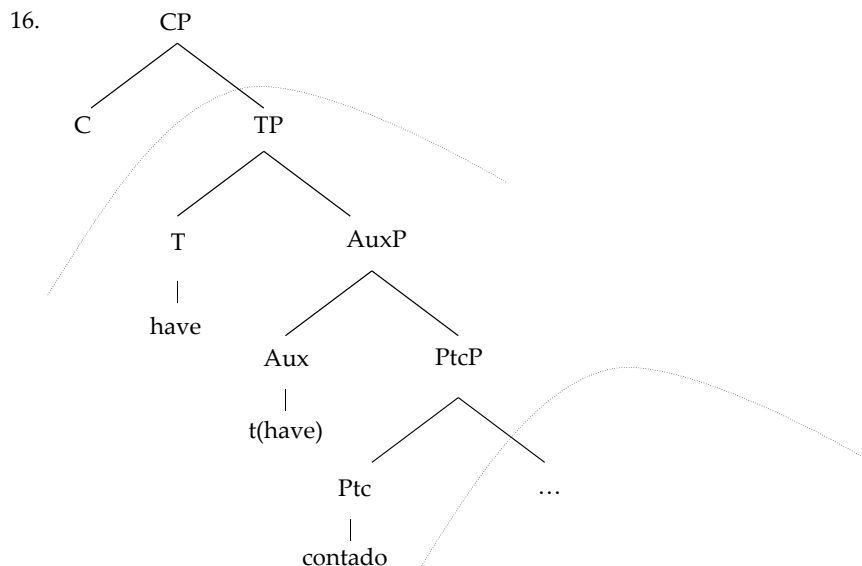 16.
CP
C TP
T AuxP
have
Aux PtcP
t(have)
Ptc ...
contado